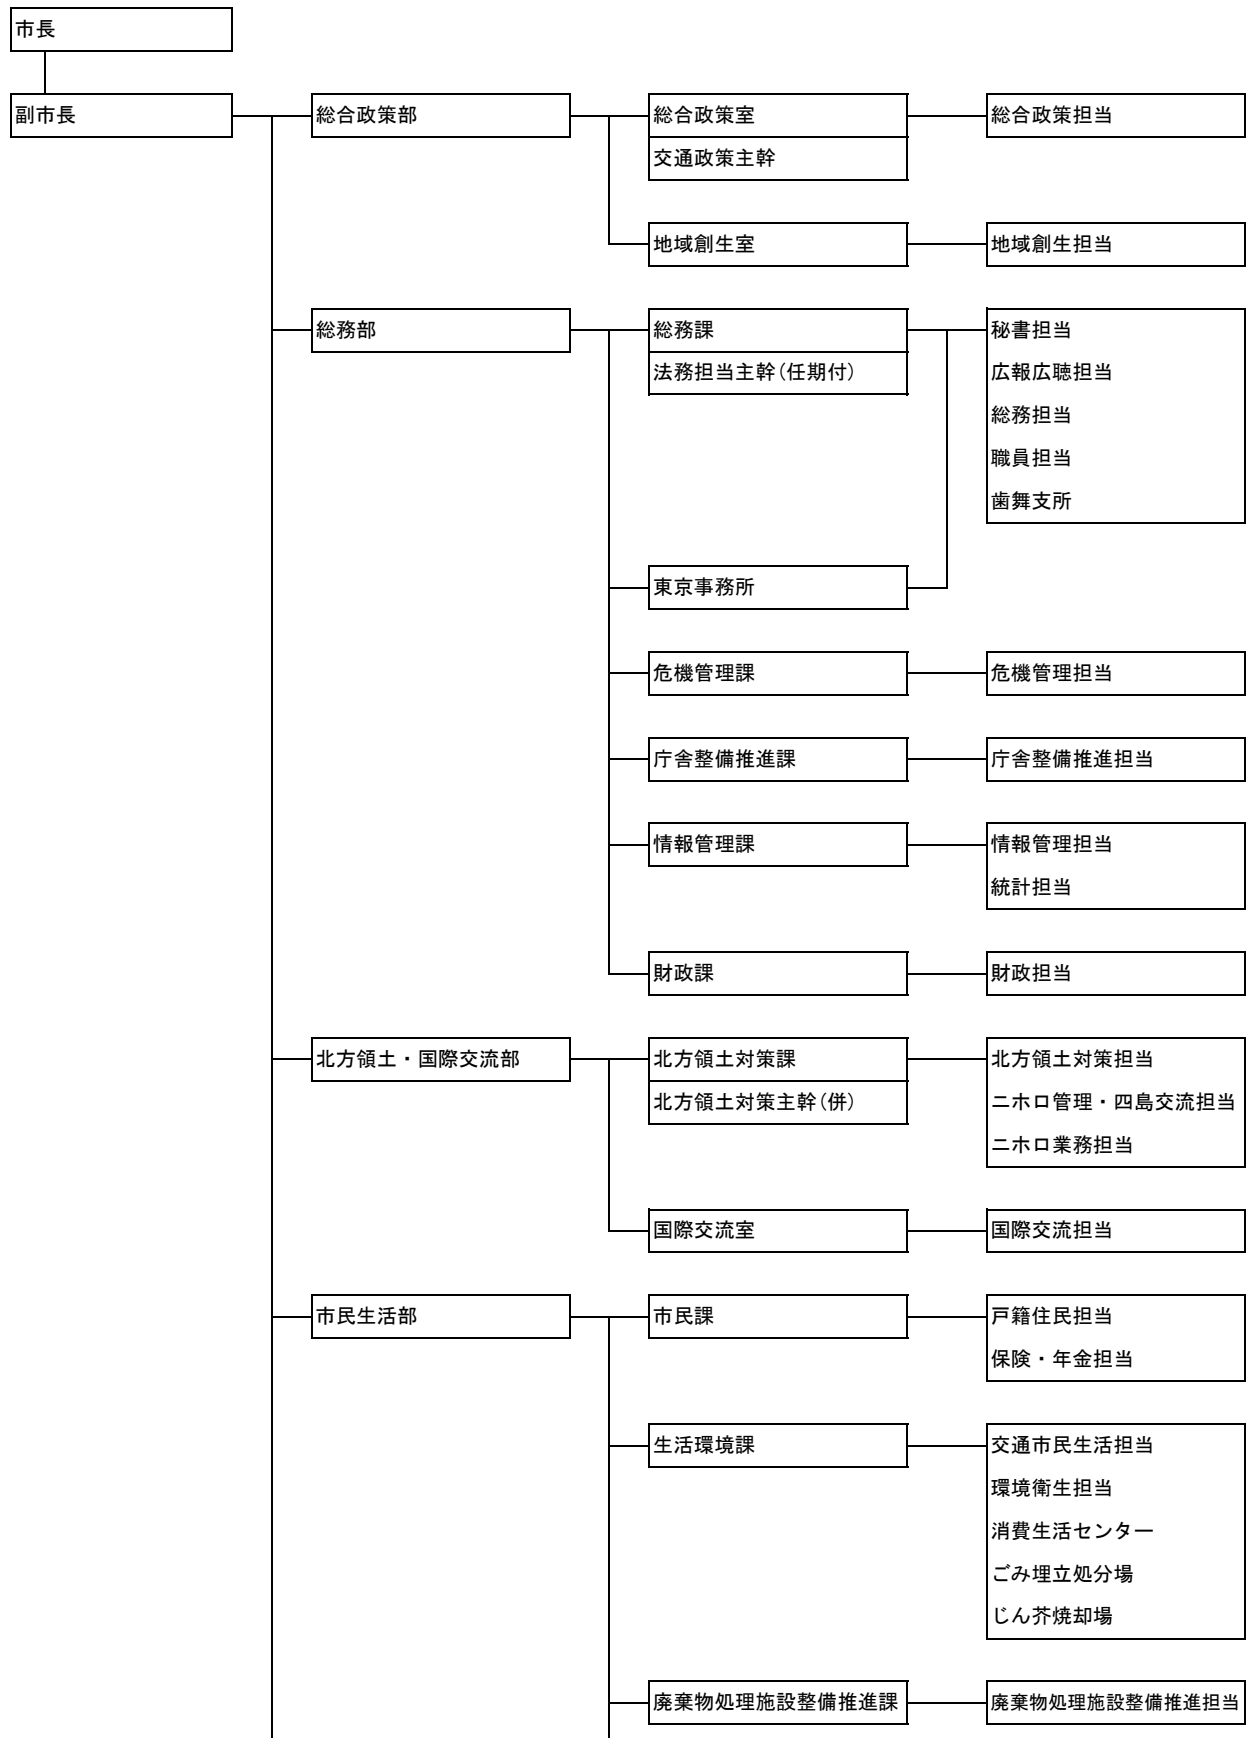 市長
副市長
総合政策部
総合政策室
総合政策担当
交通政策主幹
地域創生室
地域創生担当
総務部
総務課
秘書担当
法務担当主幹(任期付)
広報広聴担当
総務担当
職員担当
歯舞支所
東京事務所
危機管理課
危機管理担当
庁舎整備推進課
庁舎整備推進担当
情報管理課
情報管理担当
統計担当
財政課
財政担当
北方領土・国際交流部
北方領土対策課
北方領土対策担当
北方領土対策主幹(併)
ニホロ管理・四島交流担当
ニホロ業務担当
国際交流室
国際交流担当
市民生活部
市民課
戸籍住民担当
保険・年金担当
生活環境課
交通市民生活担当
環境衛生担当
消費生活センター
ごみ埋立処分場
じん芥焼却場
廃棄物処理施設整備推進課
廃棄物処理施設整備推進担当